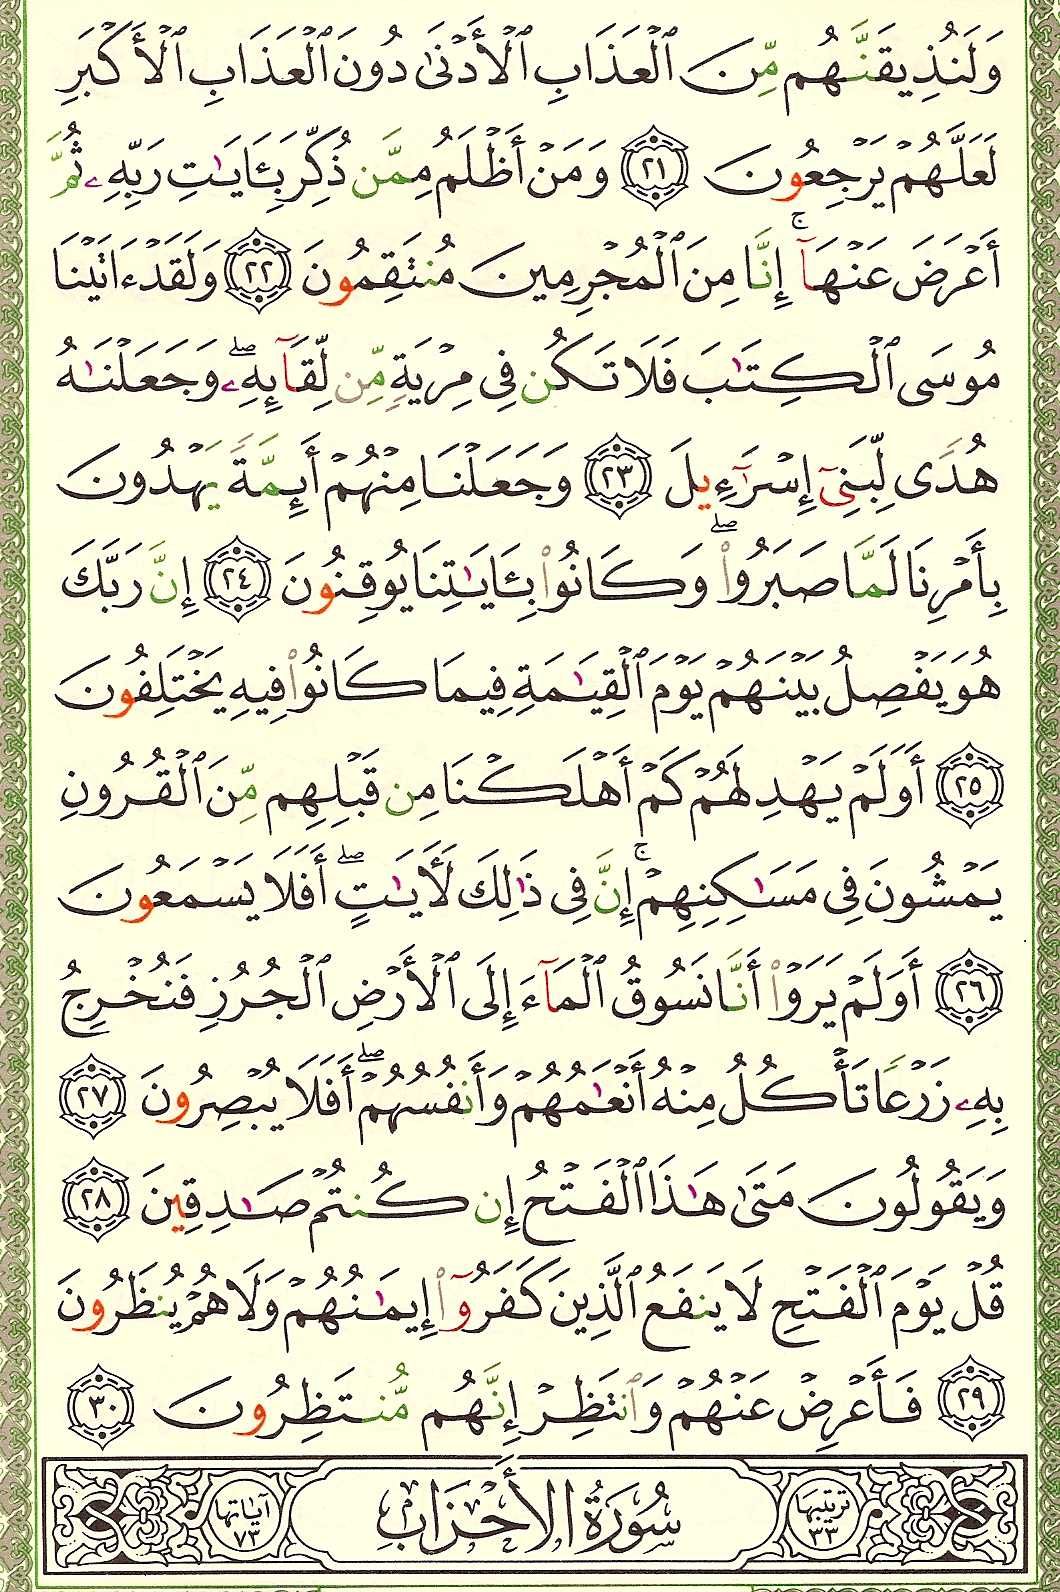 وَلَنُذِيقَنَّهُم مِّنَ ٱلْعَذَابِ ٱلْأَدْنَىٰ دُونَ ٱلْعَذَابِ ٱلْأَكْبَرِ
لَعَلَّهُمْ يَرْجِعُونَ ٢١ وَمَنْ أَظْلَمُ مِمَّن ذُكِّرَ بِـَٔايَـٰتِ رَبِّهِۦ ثُمَّ
أَعْرَضَ عَنْهَآ ۚ إِنَّا مِنَ ٱلْمُجْرِمِينَ مُنتَقِمُونَ ٢٢ وَلَقَدْ ءَاتَيْنَا
مُوسَى ٱلْكِتَـٰبَ فَلَا تَكُن فِى مِرْيَةٍ مِّن لِّقَآئِهِۦ ۖ وَجَعَلْنَـٰهُ
هُدًى لِّبَنِىٓ إِسْرَٰٓءِيلَ ٢٣ وَجَعَلْنَا مِنْهُمْ أَئِمَّةً يَهْدُونَ
بِأَمْرِنَا لَمَّا صَبَرُوا۟ ۖ وَكَانُوا۟ بِـَٔايَـٰتِنَا يُوقِنُونَ ٢٤ إِنَّ رَبَّكَ
هُوَ يَفْصِلُ بَيْنَهُمْ يَوْمَ ٱلْقِيَـٰمَةِ فِيمَا كَانُوا۟ فِيهِ يَخْتَلِفُونَ
٢٥ أَوَلَمْ يَهْدِ لَهُمْ كَمْ أَهْلَكْنَا مِن قَبْلِهِم مِّنَ ٱلْقُرُونِ
يَمْشُونَ فِى مَسَـٰكِنِهِمْ ۚ إِنَّ فِى ذَٰلِكَ لَـَٔايَـٰتٍ ۖ أَفَلَا يَسْمَعُونَ
٢٦ أَوَلَمْ يَرَوْا۟ أَنَّا نَسُوقُ ٱلْمَآءَ إِلَى ٱلْأَرْضِ ٱلْجُرُزِ فَنُخْرِجُ
بِهِۦ زَرْعًا تَأْكُلُ مِنْهُ أَنْعَـٰمُهُمْ وَأَنفُسُهُمْ ۖ أَفَلَا يُبْصِرُونَ ٢٧
وَيَقُولُونَ مَتَىٰ هَـٰذَا ٱلْفَتْحُ إِن كُنتُمْ صَـٰدِقِينَ ٢٨
قُلْ يَوْمَ ٱلْفَتْحِ لَا يَنفَعُ ٱلَّذِينَ كَفَرُوٓا۟ إِيمَـٰنُهُمْ وَلَا هُمْ يُنظَرُونَ
٢٩ فَأَعْرِضْ عَنْهُمْ وَٱنتَظِرْ إِنَّهُم مُّنتَظِرُونَ ٣٠
ترتيبها ٣٣ سُورَةُ الأَحْزَابِ آياتها ٧٣